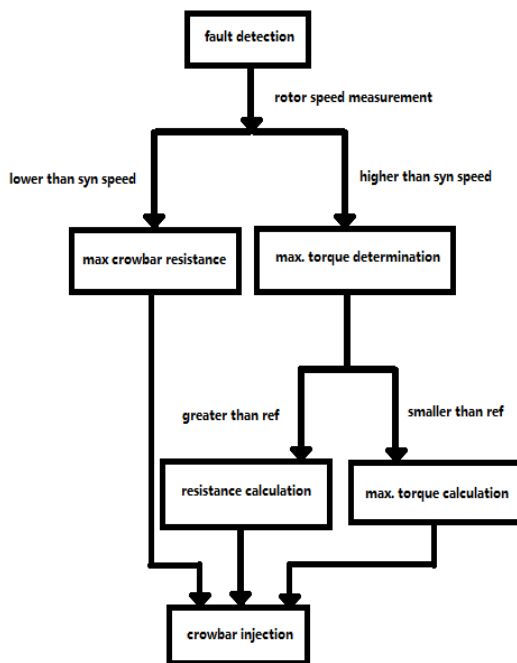 fault detection
rotor speed measurement
lower than syn speed
higher than syn speed
max crowbar resistance
max. torque determination
greater than ref
smaller than ref
resistance calculation
max. torque calculation
crowbar injection